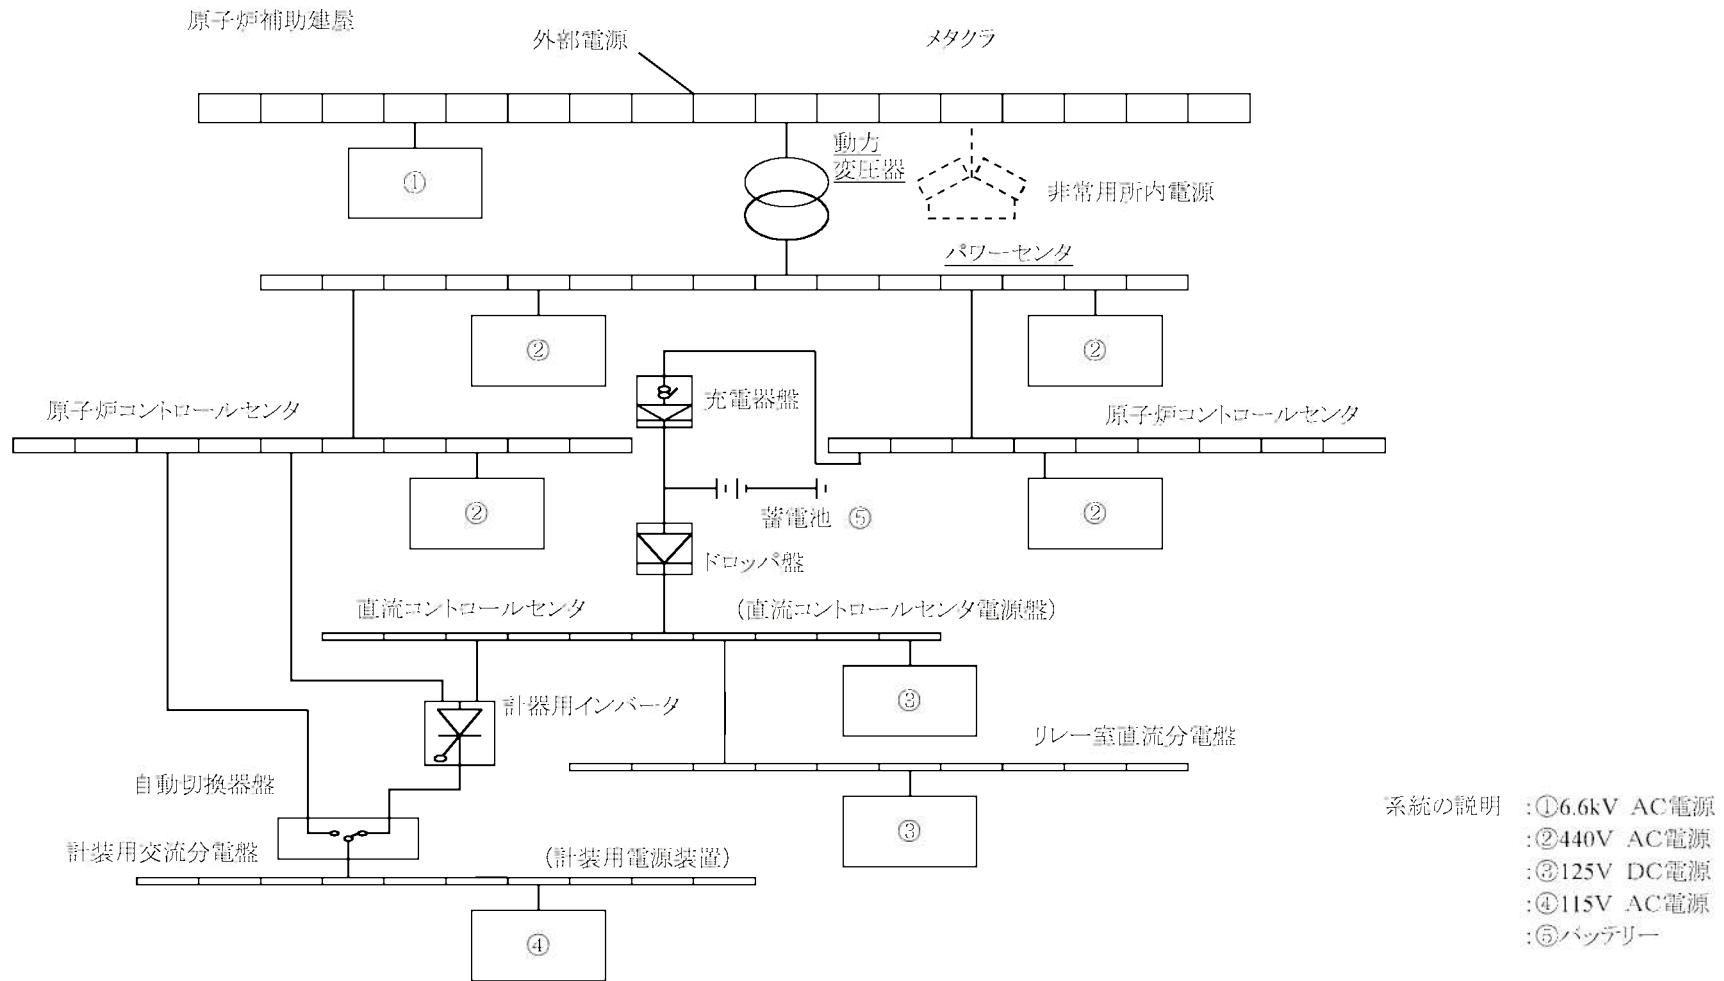 原子炉補助建屋
外部電源
メタクラ
動力
変圧器
①
非常用所内電源
パワーセンタ
②
②
充電器盤
原子炉コントロールセンタ
原子炉コントロールセンタ
②
蓄電池 ⑤
②
ドロッパ盤
直流コントロールセンタ
(直流コントロールセンタ電源盤)
③
計器用インバータ
リレー室直流分電盤
自動切換器盤
③
計装用交流分電盤
(計装用電源装置)
④
系統の説明 :①6.6kV AC電源
:②440V AC電源
:③125V DC電源
:④115V AC電源
:⑤バッテリー